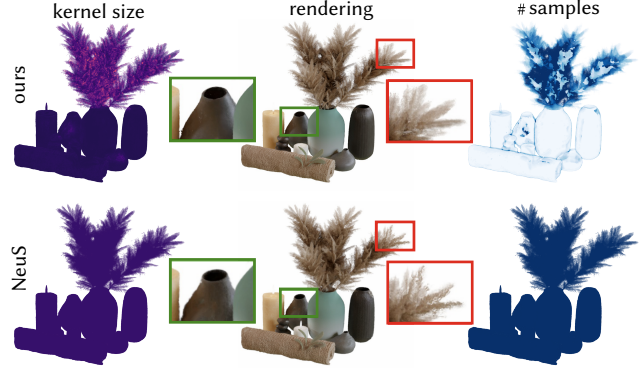 kernel size
rendering
# samples
ours
NeuS